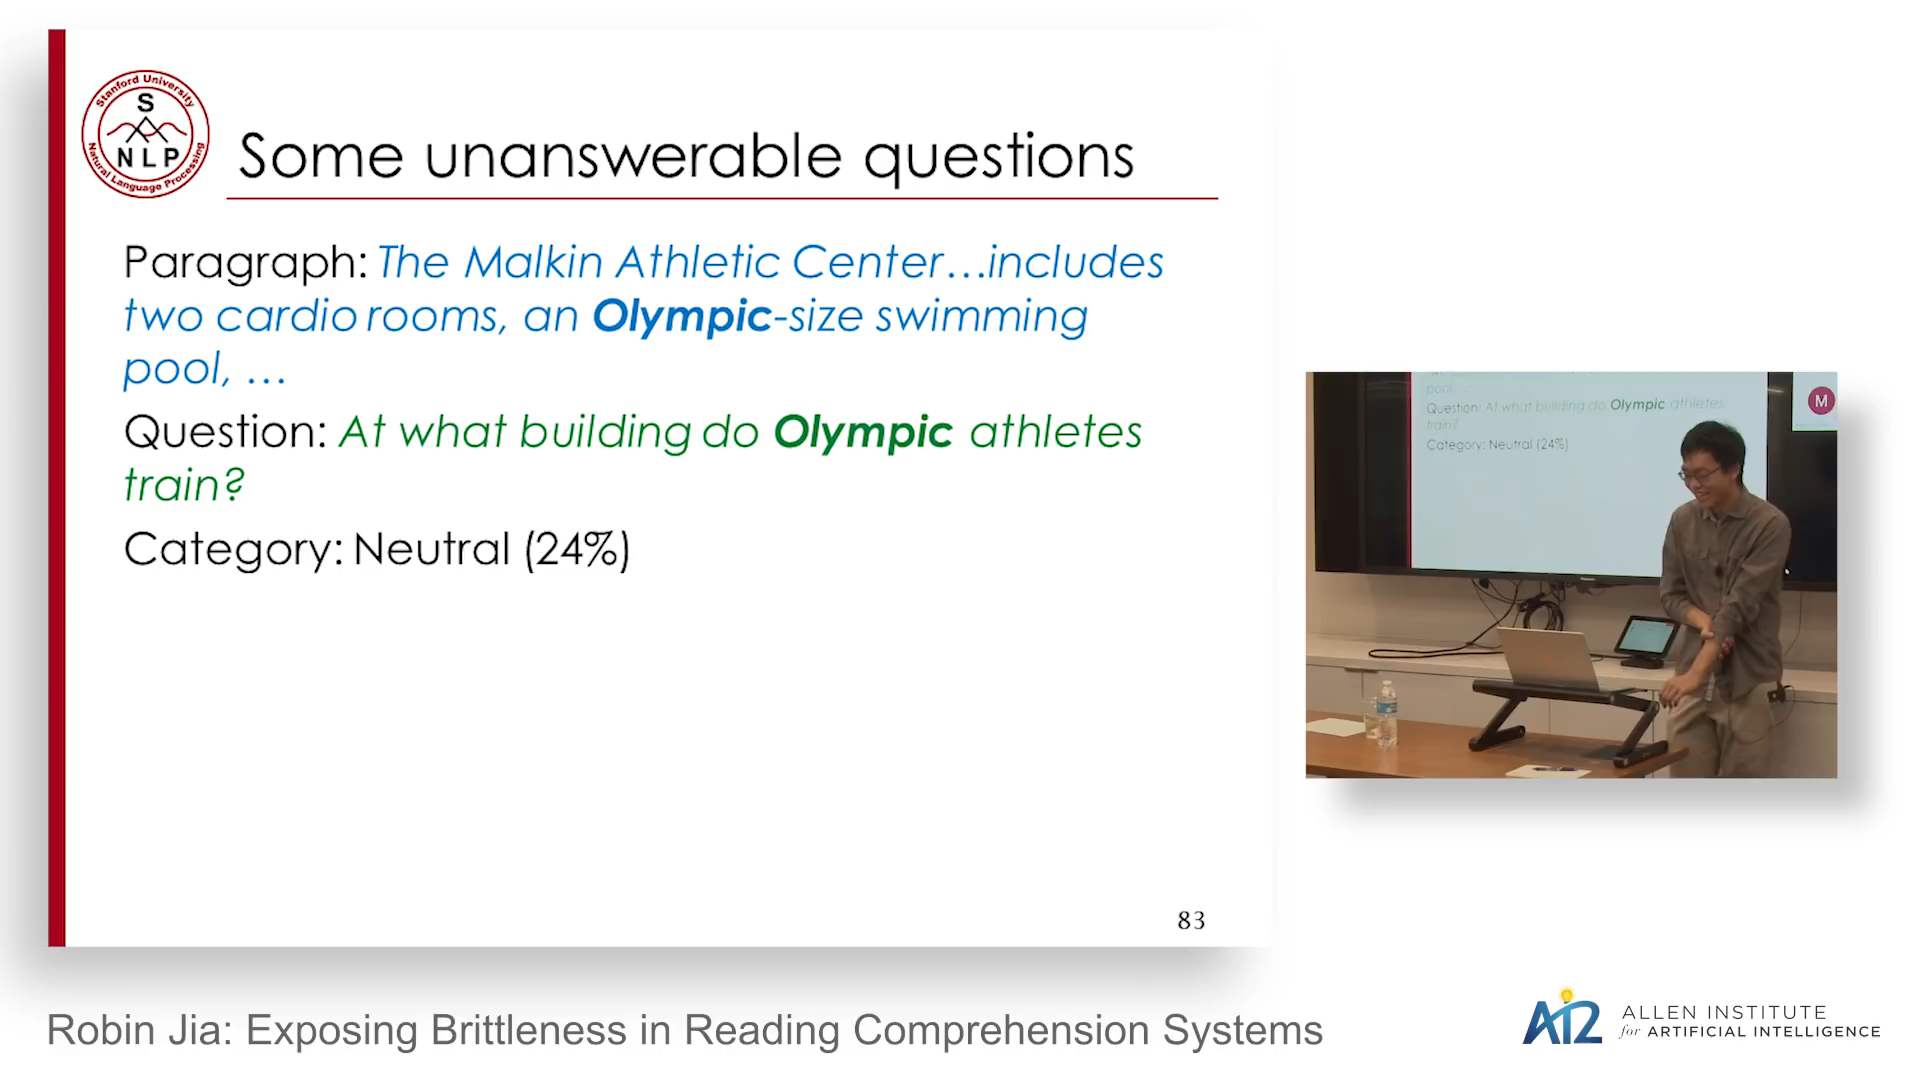 Stanford University
S
NLP
Natural Language Processing
Some unanswerable questions
Paragraph: The Malkin Athletic Center…includes
two cardio rooms, an Olympic-size swimming
pool, …
Question: At what building do Olympic athletes
train?
Category: Neutral (24%)
83
pool, …
Question: At what building do Olympic athletes
train?
Category: Neutral (24%)
M
Robin Jia: Exposing Brittleness in Reading Comprehension Systems
AI2
ALLEN INSTITUTE
for ARTIFICIAL INTELLIGENCE